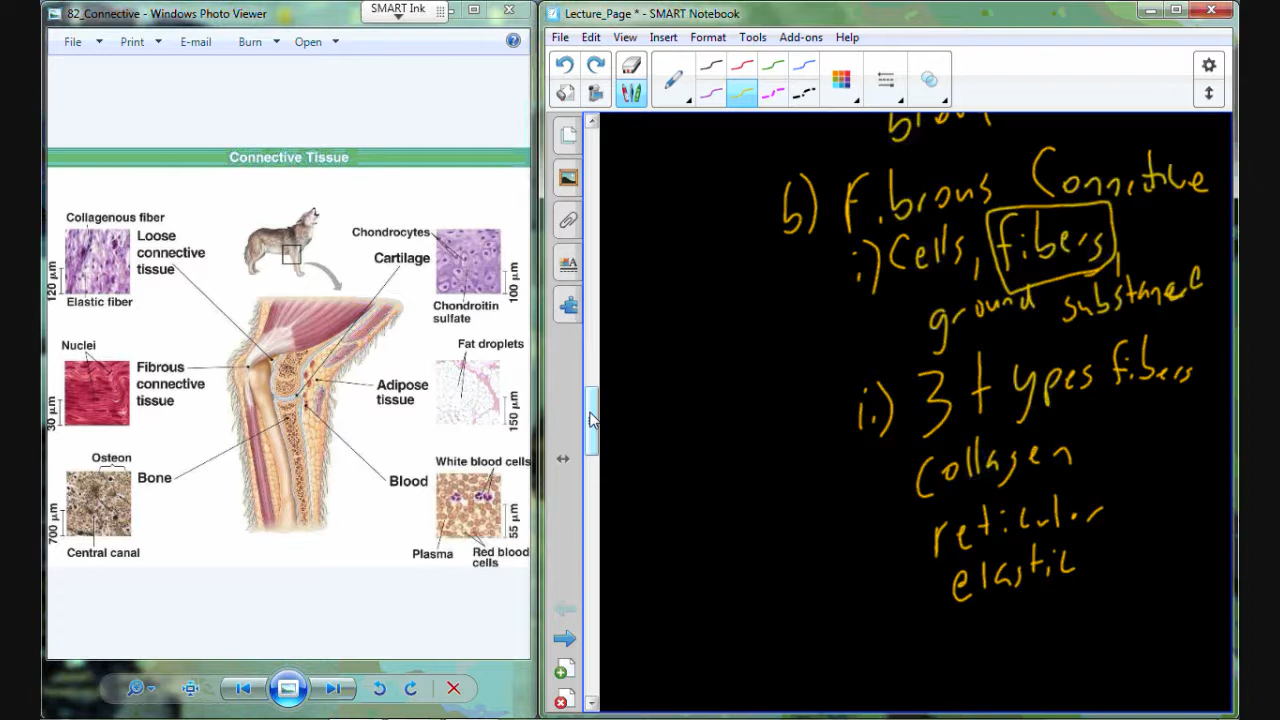 82_Connective - Windows Photo Viewer
SMART Ink
File Print E-mail Burn Open
Connective Tissue
Collagenous fiber
Loose
connective
tissue
120 μm
Elastic fiber
Nuclei
Fibrous
connective
tissue
30 μm
Osteon
Bone
700 μm
Central canal
Chondrocytes
Cartilage
100 μm
Chondroitin
sulfate
Fat droplets
Adipose
tissue
150 μm
White blood cells
Blood
55 μm
Plasma
Red blood
cells
Lecture_Page * - SMART Notebook
File Edit View Insert Format Tools Add-ons Help
b) Fibrous Connitive
i) Cells, fibers,
ground substance
i.) 3 types fibers
Collagen
reticular
elastic